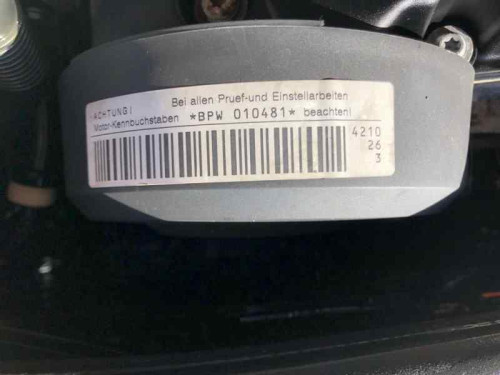 ACHTUNG! Bei allen Pruef-und Einstellarbeiten
Motor-Kennbuchstaben *BPW 010481* beachten!
4210
26
3